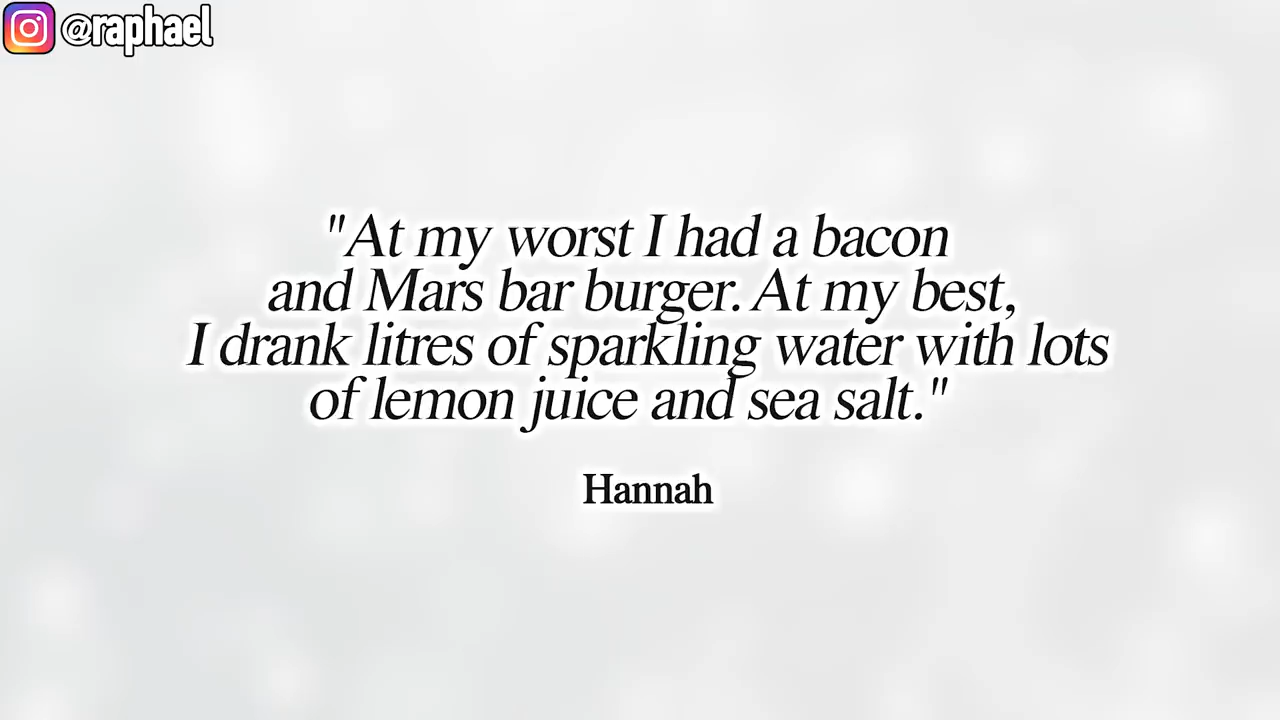 @raphael
"At my worst I had a bacon
and Mars bar burger. At my best,
I drank litres of sparkling water with lots
of lemon juice and sea salt."
Hannah